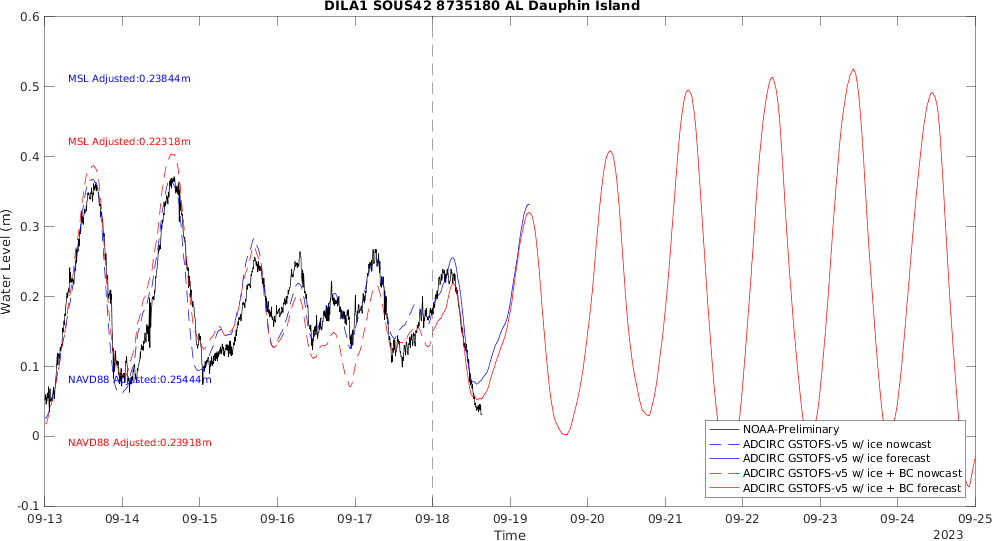 DILA1 SOUS42 8735180 AL Dauphin Island
0.6
0.5
0.4
0.3
0.2
0.1
0
-0.1
Water Level (m)
MSL Adjusted:0.23844m
MSL Adjusted:0.22318m
NAVD88 Adjusted:0.25444m
NAVD88 Adjusted:0.23918m
NOAA-Preliminary
ADCIRC GSTOFS-v5 w/ ice nowcast
ADCIRC GSTOFS-v5 w/ ice forecast
ADCIRC GSTOFS-v5 w/ ice + BC nowcast
ADCIRC GSTOFS-v5 w/ ice + BC forecast
09-13 09-14 09-15 09-16 09-17 09-18 09-19 09-20 09-21 09-22 09-23 09-24 09-25
Time
2023